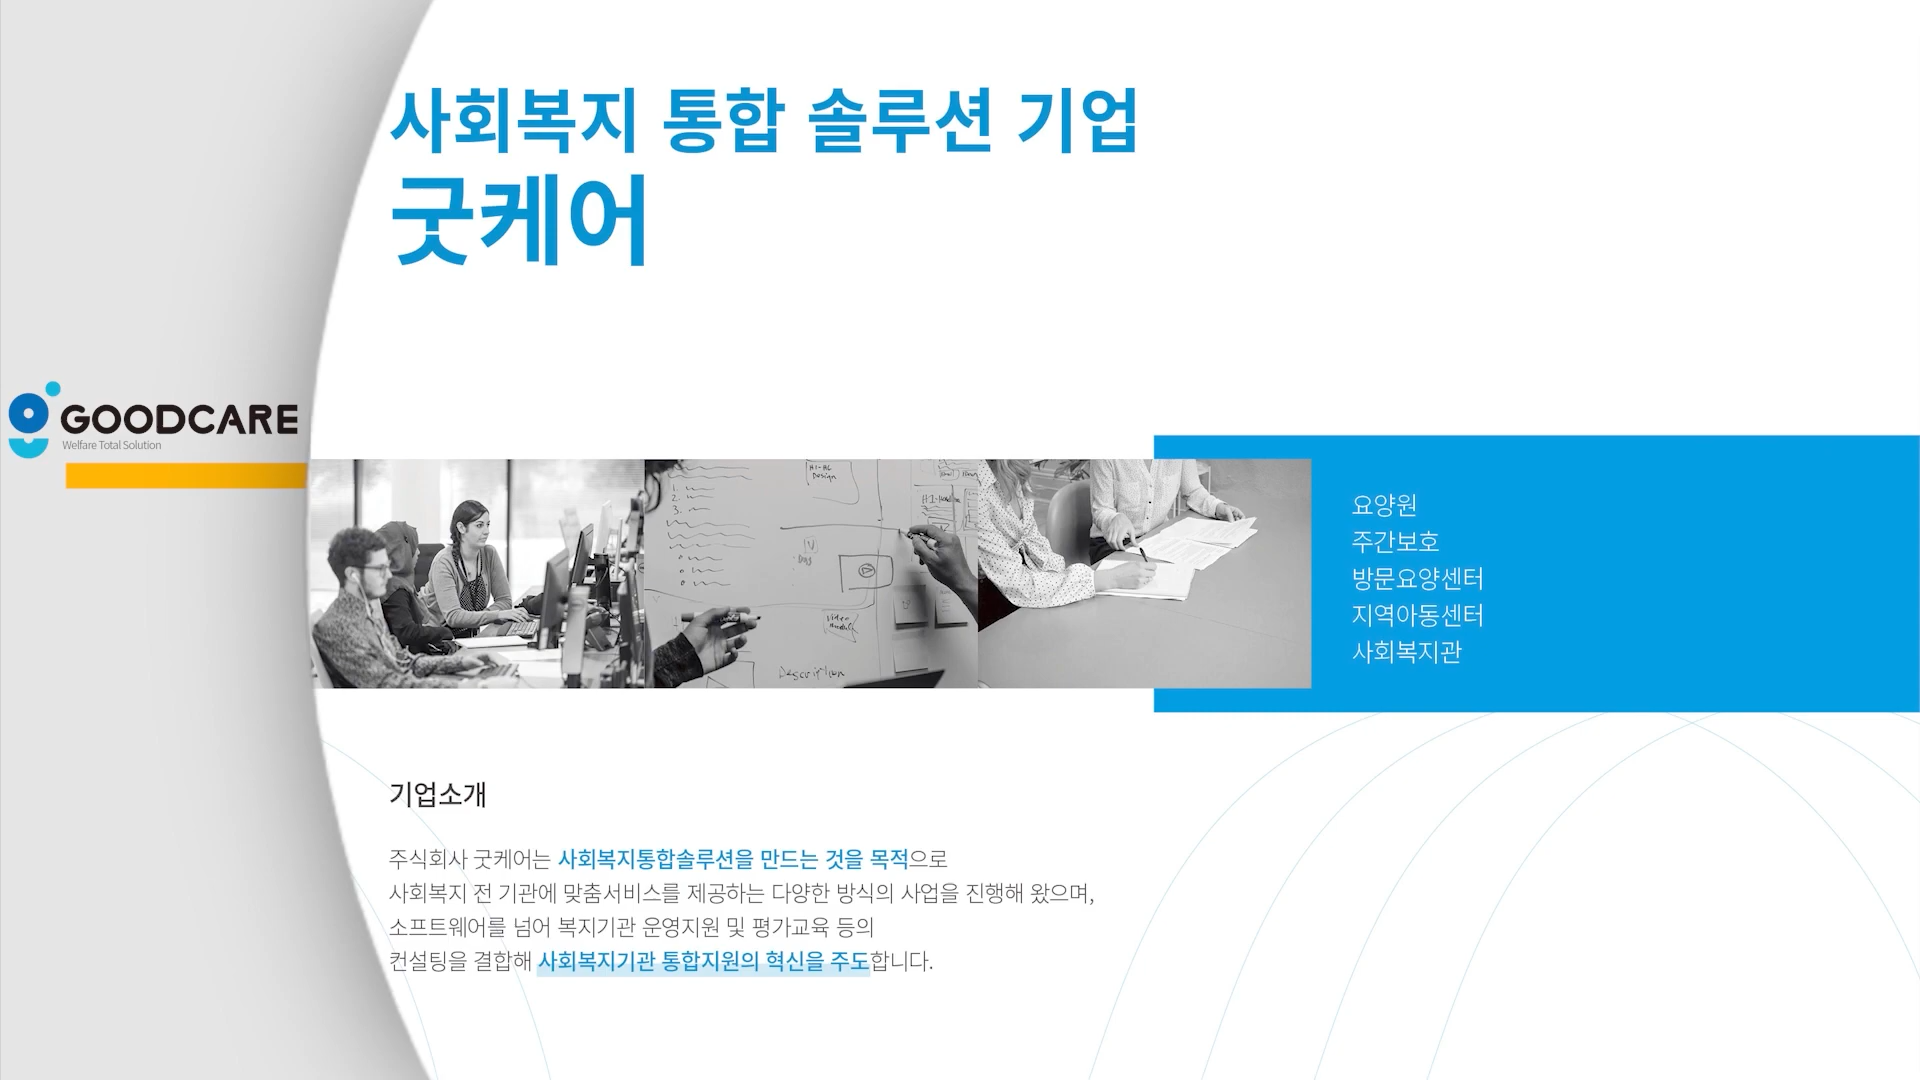 사회복지 통합 솔루션 기업
굿케어
GOODCARE
Welfare Total Solution
1.
2.
3.
Design
Description
요양원
주간보호
방문요양센터
지역아동센터
사회복지관
기업소개
주식회사 굿케어는 사회복지통합솔루션을 만드는 것을 목적으로
사회복지 전 기관에 맞춤서비스를 제공하는 다양한 방식의 사업을 진행해 왔으며,
소프트웨어를 넘어 복지기관 운영지원 및 평가교육 등의
컨설팅을 결합해 사회복지기관 통합지원의 혁신을 주도합니다.